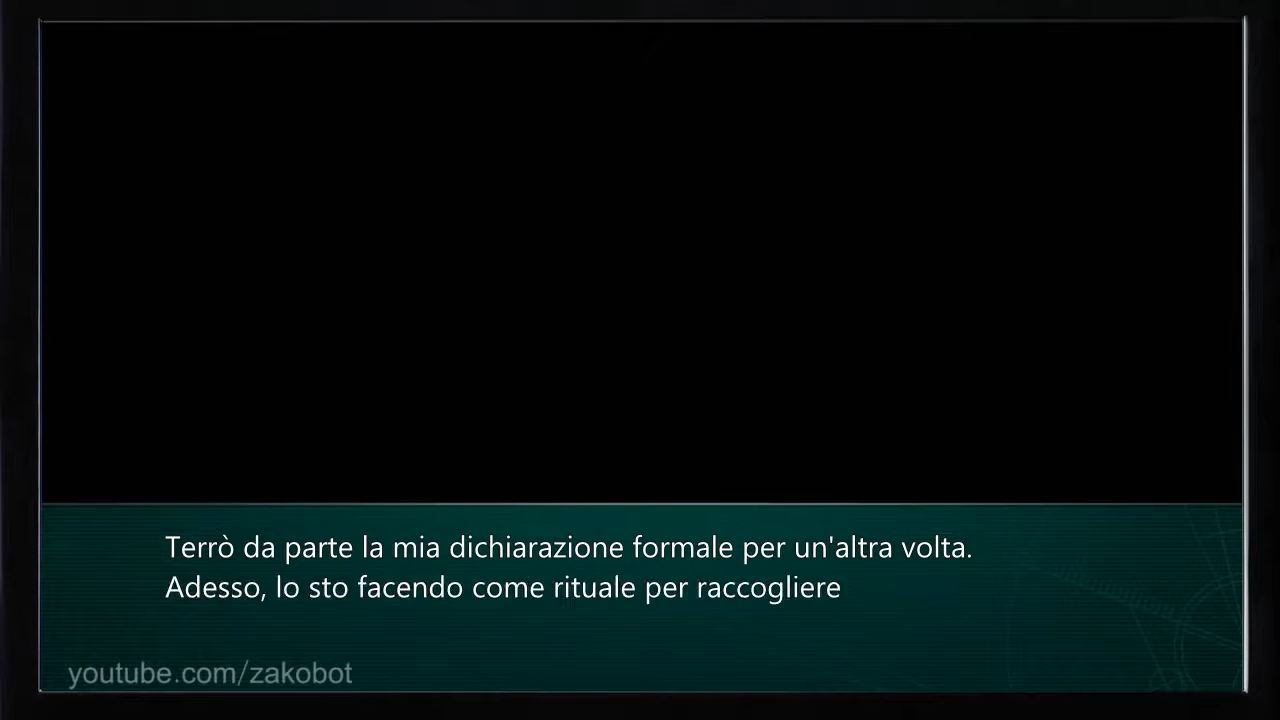 Terrò da parte la mia dichiarazione formale per un'altra volta.
Adesso, lo sto facendo come rituale per raccogliere
youtube.com/zakobot